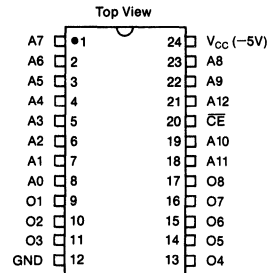 Top View
A7 1 24 VCC (–5V)
A6 2 23 A8
A5 3 22 A9
A4 4 21 A12
A3 5 20 C̅E̅
A2 6 19 A10
A1 7 18 A11
A0 8 17 O8
O1 9 16 O7
O2 10 15 O6
O3 11 14 O5
GND 12 13 O4